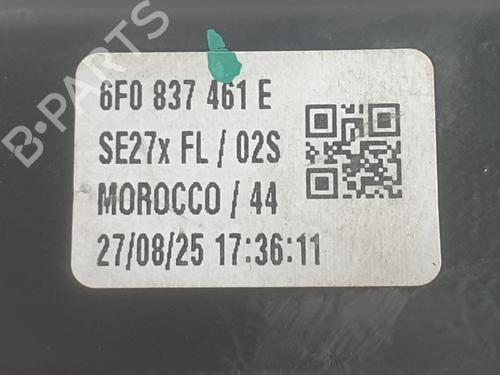 B-PARTS
6F0 837 461 E
SE27x FL / 02S
MOROCCO / 44
27/08/25 17:36:11